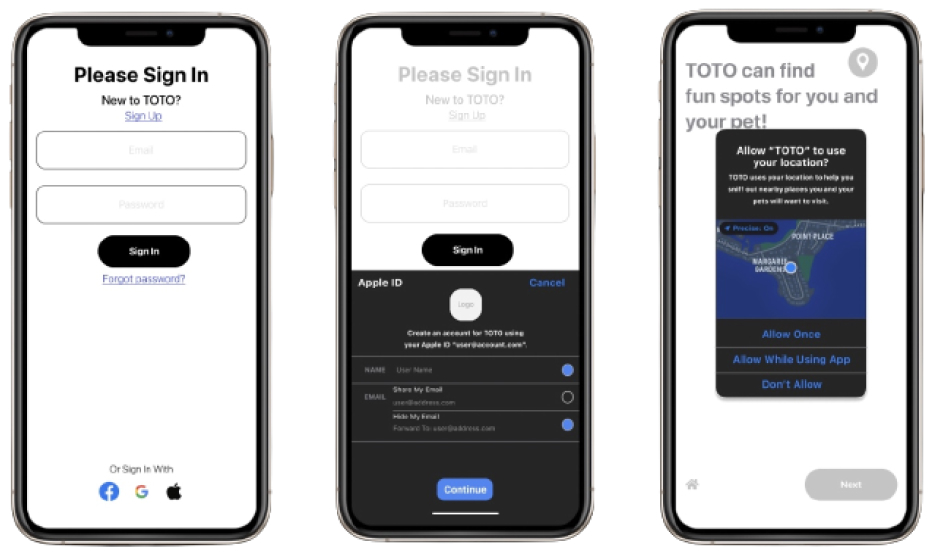 Please Sign In
New to TOTO?
Sign Up
Email
Password
Sign In
Forgot password?
Or Sign In With
Please Sign In
New to TOTO?
Sign Up
Email
Password
Sign In
Apple ID
Cancel
Logo
Create an account for TOTO using
your Apple ID "user@account.com".
NAME User Name
Share My Email
EMAIL
user@address.com
Hide My Email
Forward To: user@address.com
Continue
TOTO can find
fun spots for you and
your pet!
Allow "TOTO" to use
your location?
TOTO uses your location to help you
sniff out nearby places you and your
pets will want to visit.
Precise: On
POINT PLACE
MARGARET
GARDENS
Allow Once
Allow While Using App
Don't Allow
Next